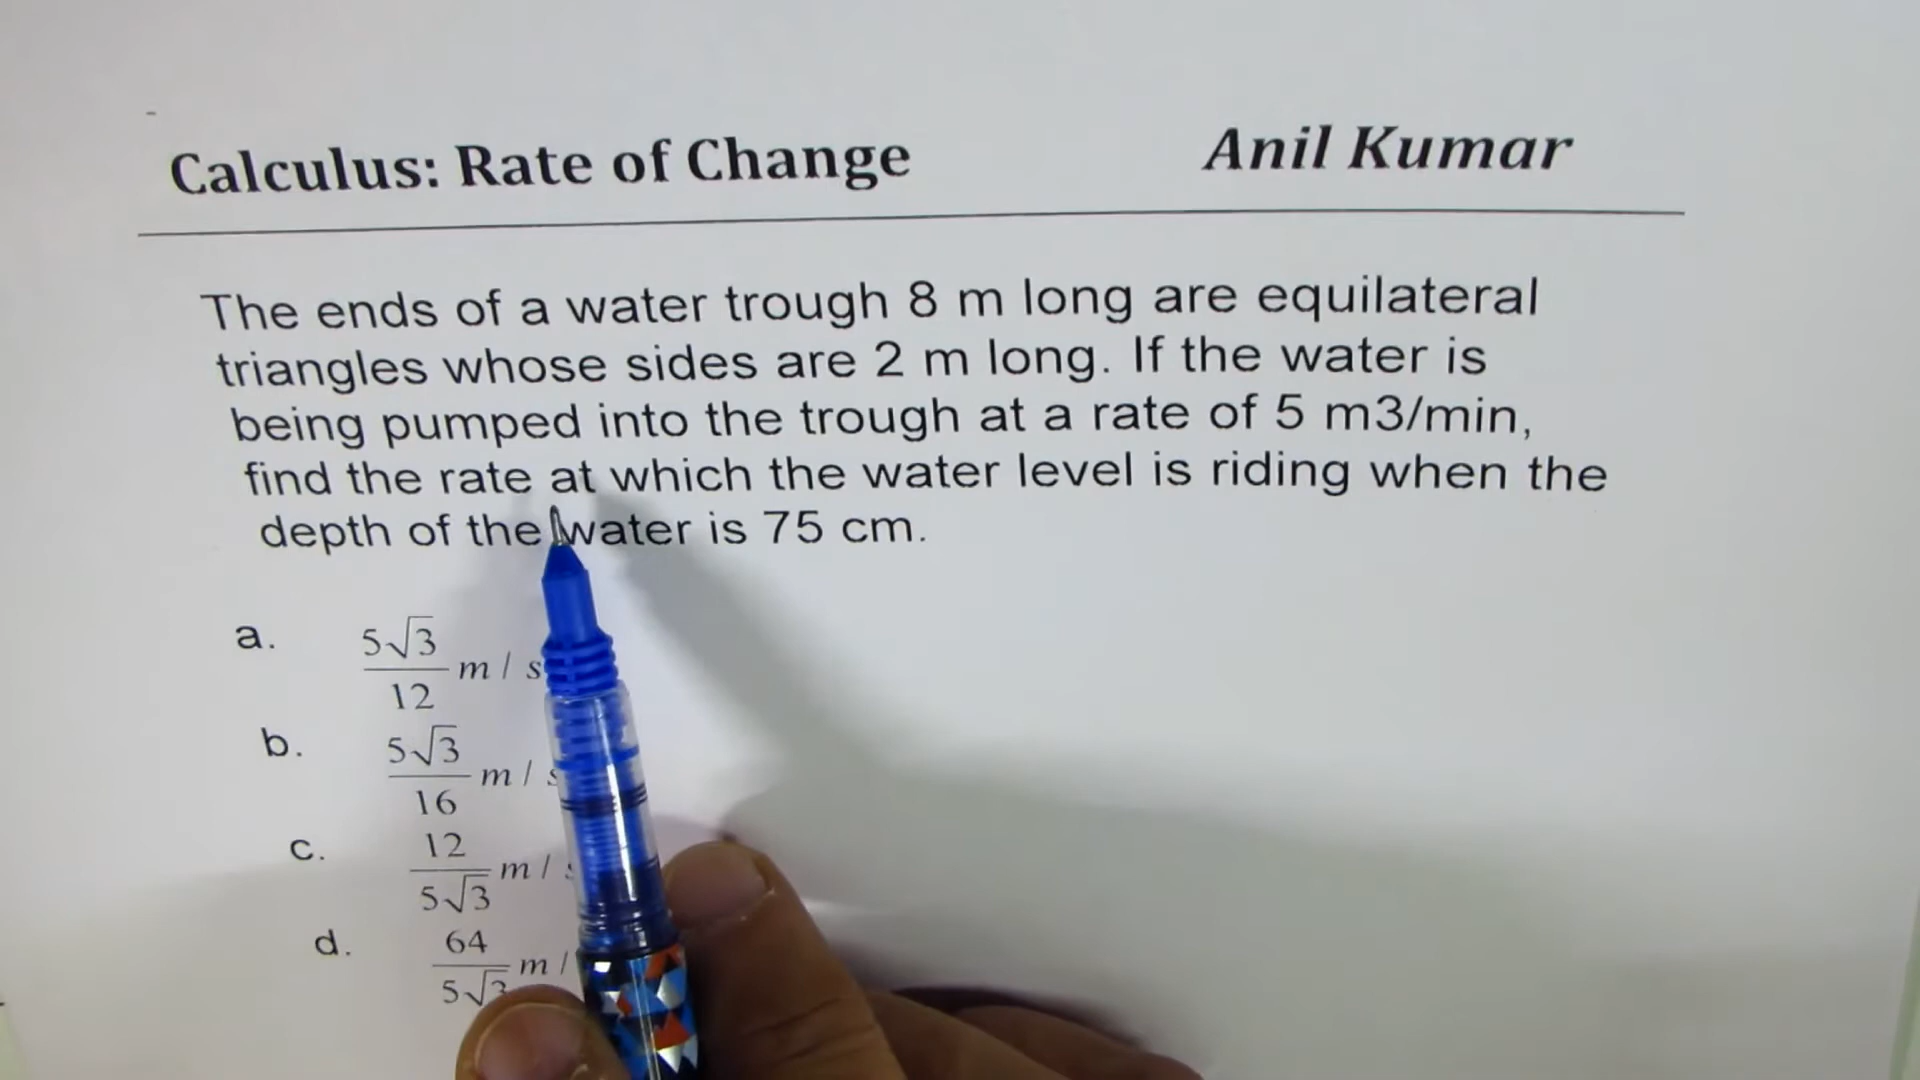 Calculus: Rate of Change
Anil Kumar
The ends of a water trough 8 m long are equilateral
triangles whose sides are 2 m long. If the water is
being pumped into the trough at a rate of 5 m3/min,
find the rate at which the water level is riding when the
depth of the water is 75 cm.
a. 5√3/12 m / s
b. 5√3/16 m / s
c. 12/5√3 m /
d. 64/5√3 m /